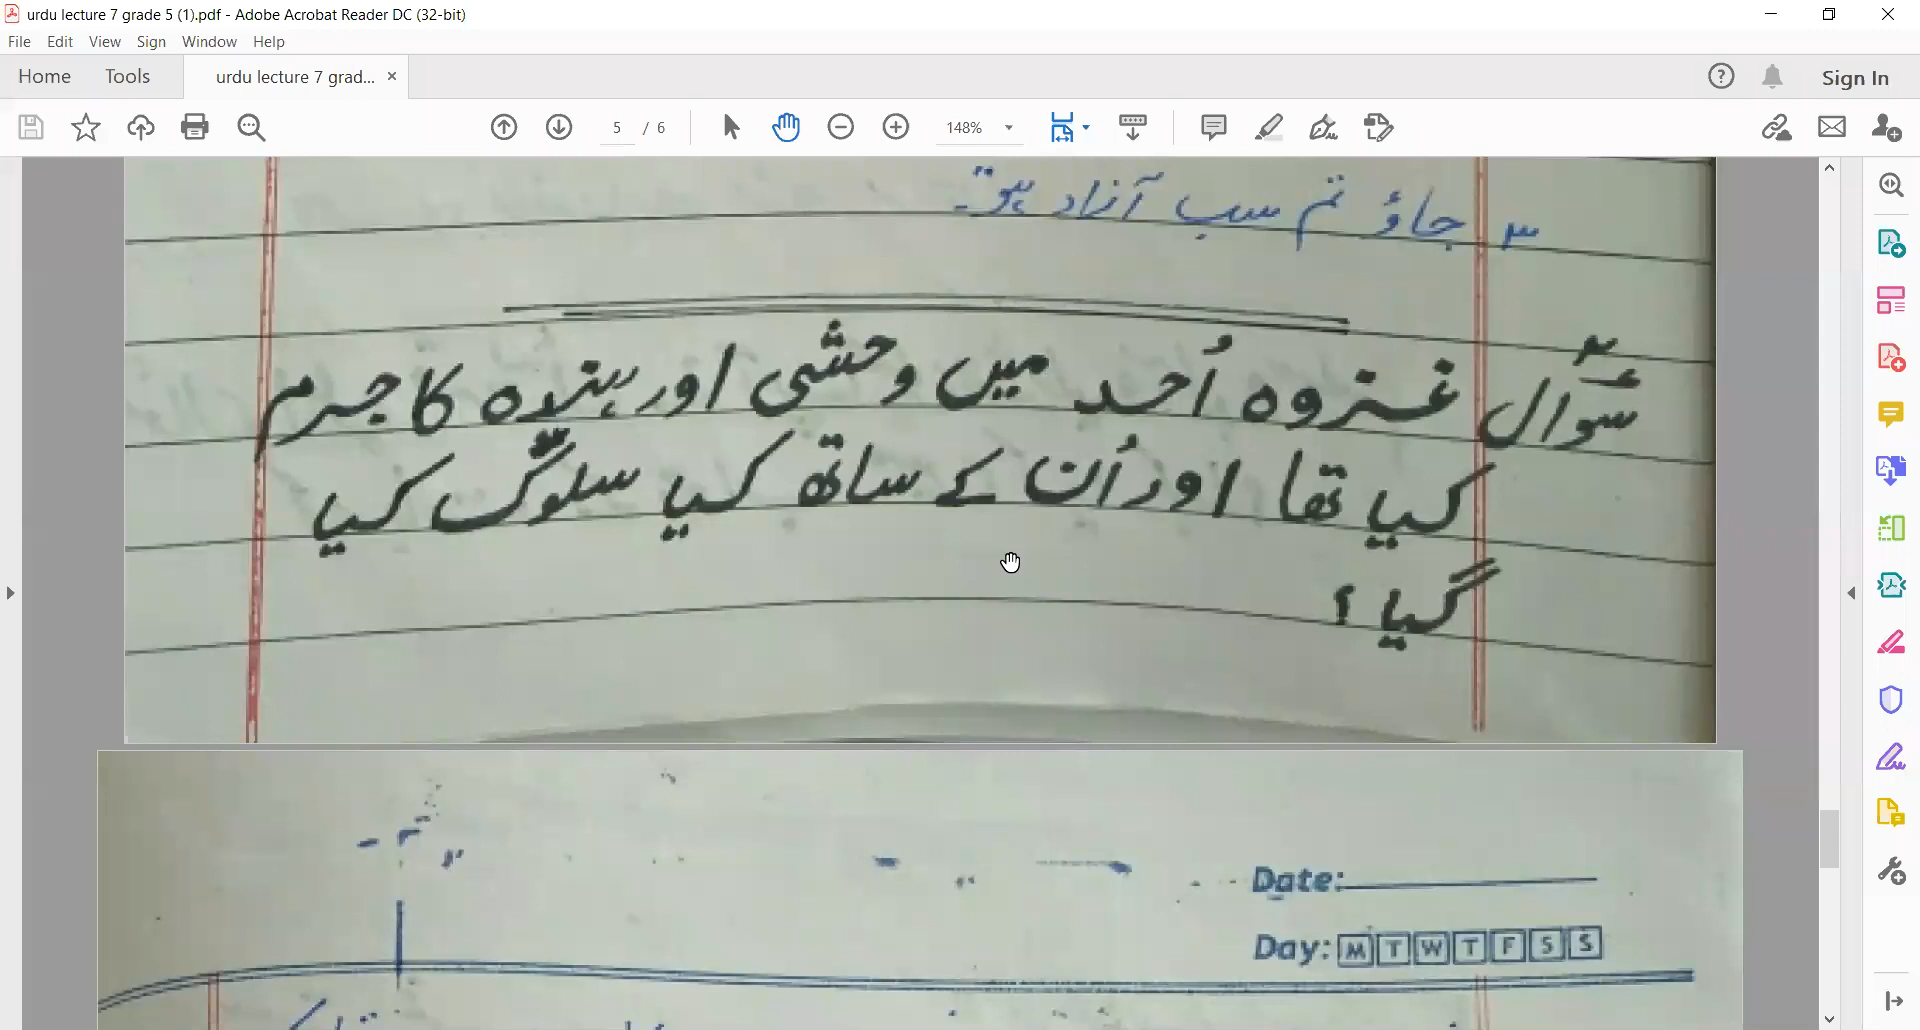 urdu lecture 7 grade 5 (1).pdf - Adobe Acrobat Reader DC (32-bit)
File Edit View Sign Window Help
Home Tools urdu lecture 7 grad... × Sign In
5 / 6 148%
۳ جاؤ تم سب آزاد ہو۔
سوال ۳ غزوہ اُحد میں وحشی اور ہندہ کا جرم
کیا تھا اور اُن کے ساتھ کیا سلوک کیا
گیا ؟
Date:
Day: M T W T F S S